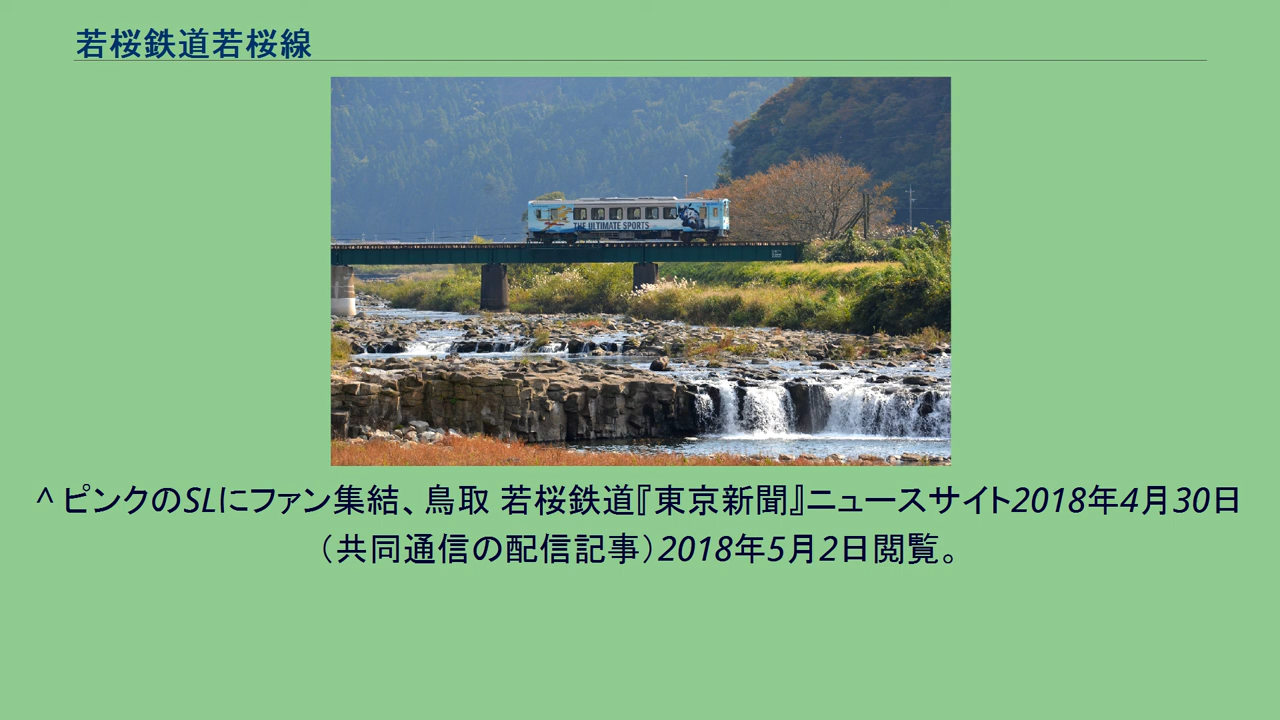 若桜鉄道若桜線
THE ULTIMATE SPORTS
^ ピンクのSLにファン集結、鳥取 若桜鉄道『東京新聞』ニュースサイト2018年4月30日
（共同通信の配信記事）2018年5月2日閲覧。